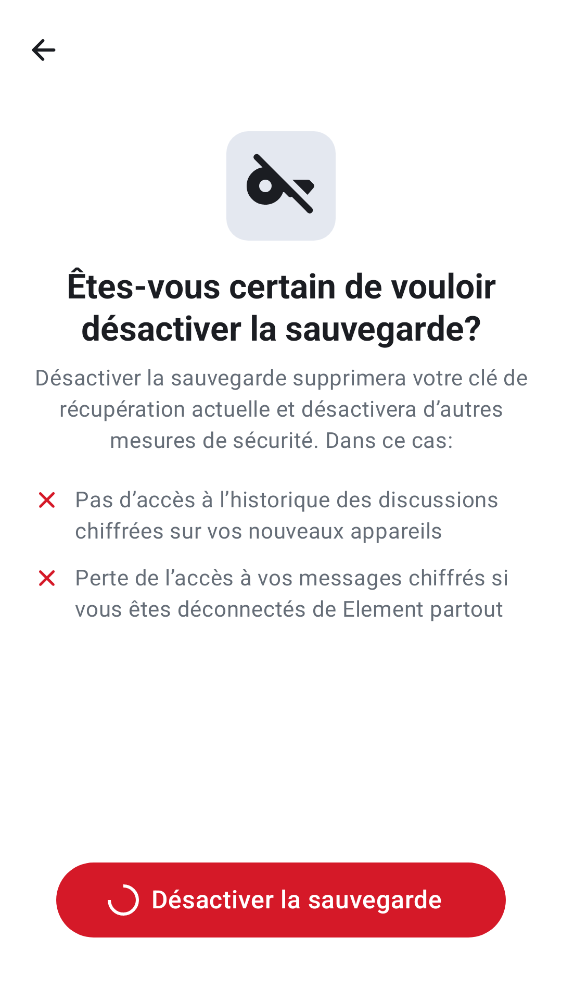 Êtes-vous certain de vouloir
désactiver la sauvegarde?
Désactiver la sauvegarde supprimera votre clé de
récupération actuelle et désactivera d’autres
mesures de sécurité. Dans ce cas:
Pas d’accès à l’historique des discussions
chiffrées sur vos nouveaux appareils
Perte de l’accès à vos messages chiffrés si
vous êtes déconnectés de Element partout
Désactiver la sauvegarde